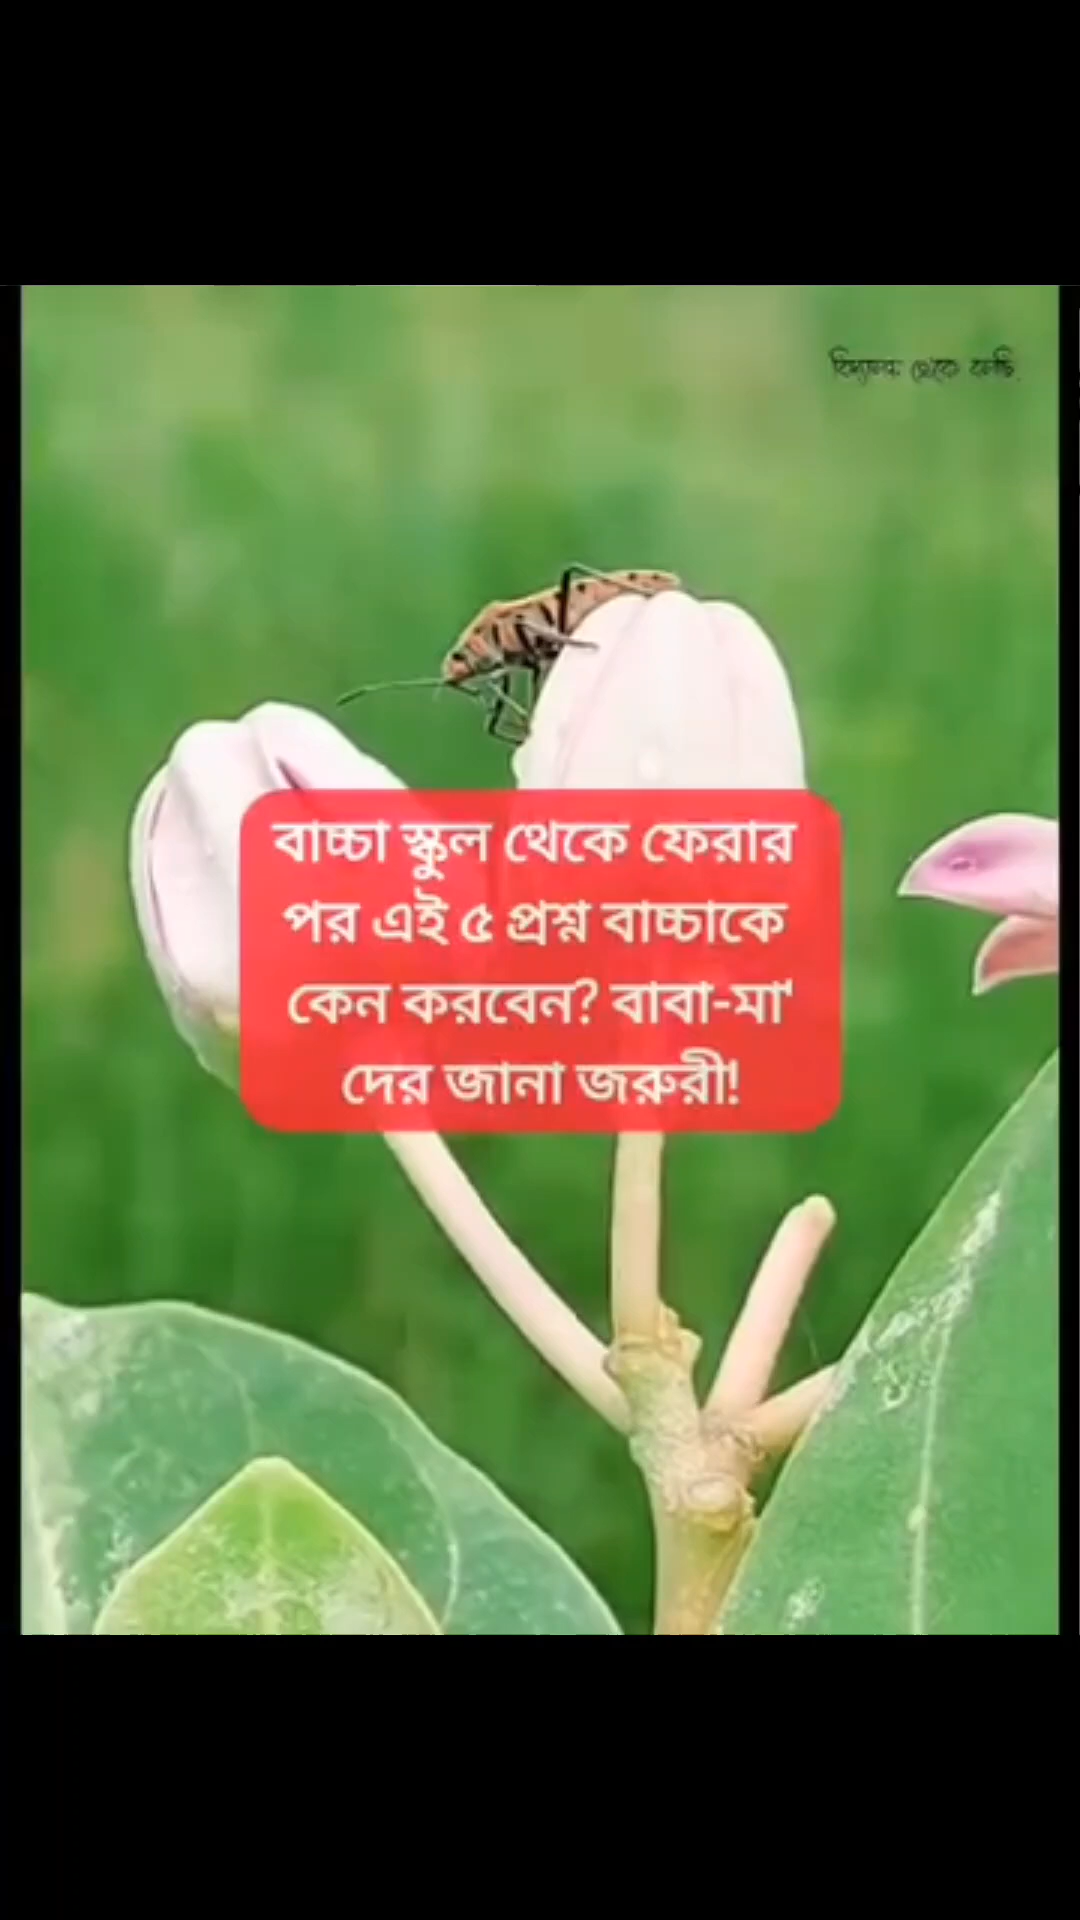 থেকে
বাচ্চা স্কুল থেকে ফেরার
পর এই ৫ প্রশ্ন বাচ্চাকে
কেন করবেন? বাবা-মা'
দের জানা জরুরী!